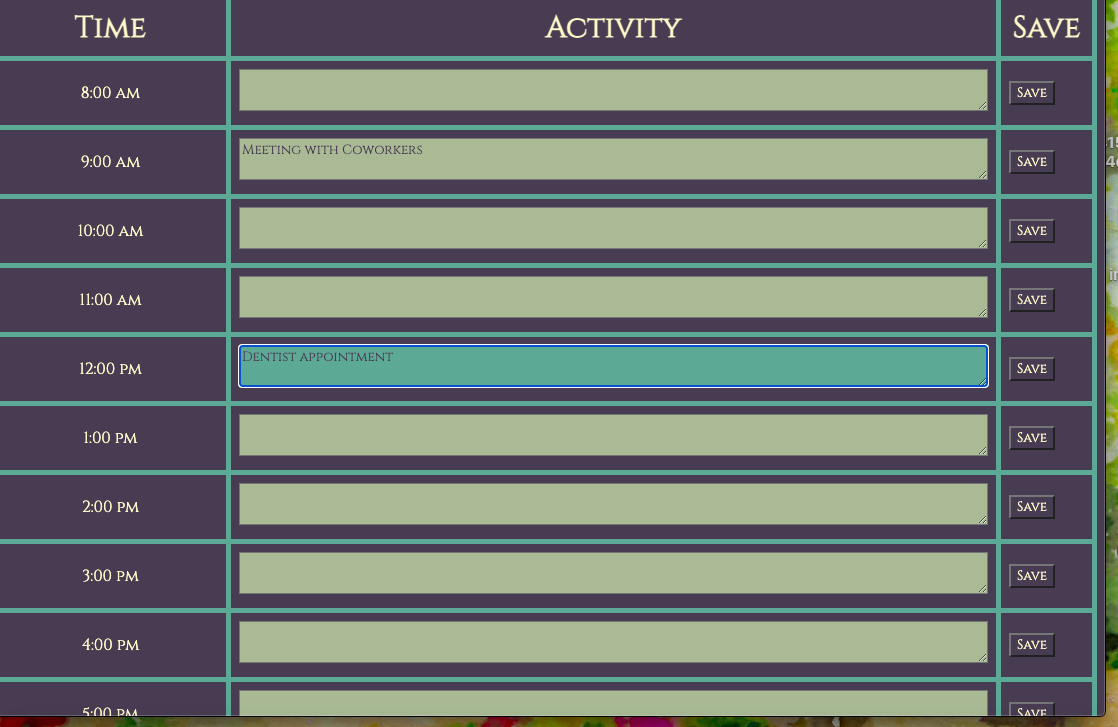 Time Activity Save
8:00 AM Save
9:00 AM Meeting with Coworkers Save
10:00 AM Save
11:00 AM Save
12:00 PM Dentist appointment Save
1:00 PM Save
2:00 PM Save
3:00 PM Save
4:00 PM Save
5:00 PM Save